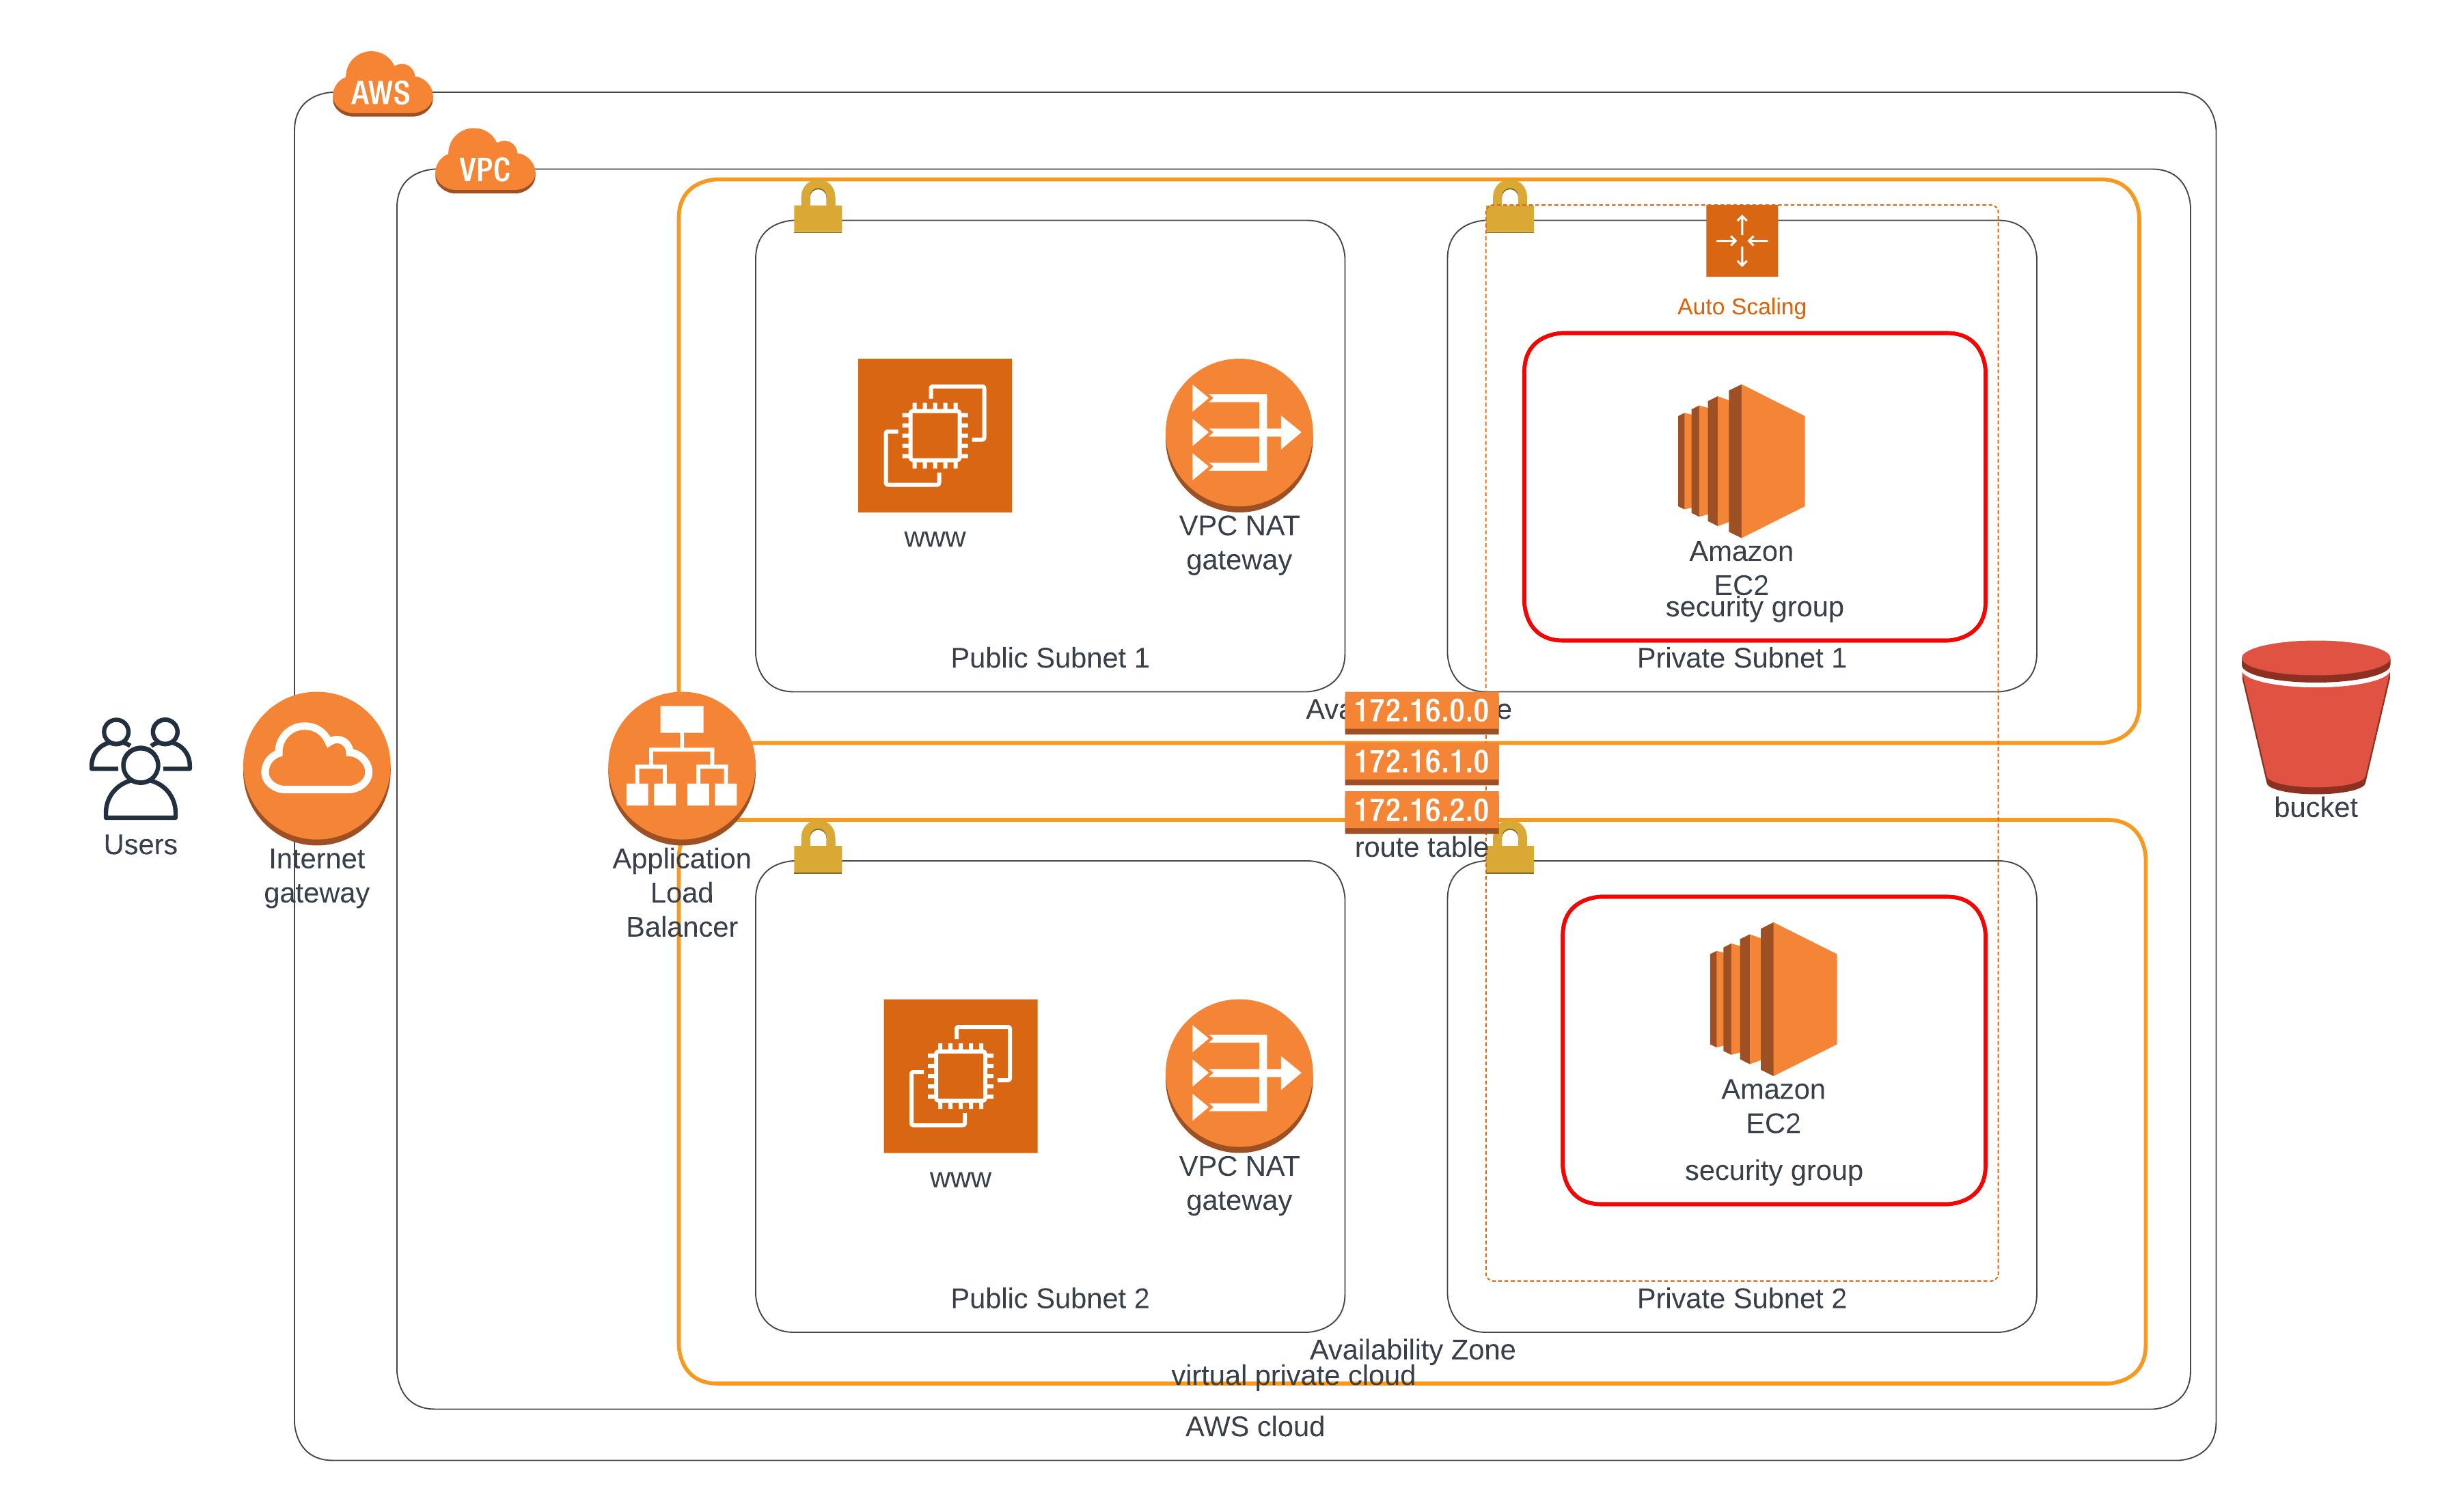 AWS
VPC
Auto Scaling
www
VPC NAT
gateway
Amazon
EC2
security group
Public Subnet 1
Private Subnet 1
172.16.0.0
172.16.1.0
172.16.2.0
route table
Users
Internet
gateway
Application
Load
Balancer
bucket
www
VPC NAT
gateway
Amazon
EC2
security group
Public Subnet 2
Private Subnet 2
Availability Zone
virtual private cloud
AWS cloud